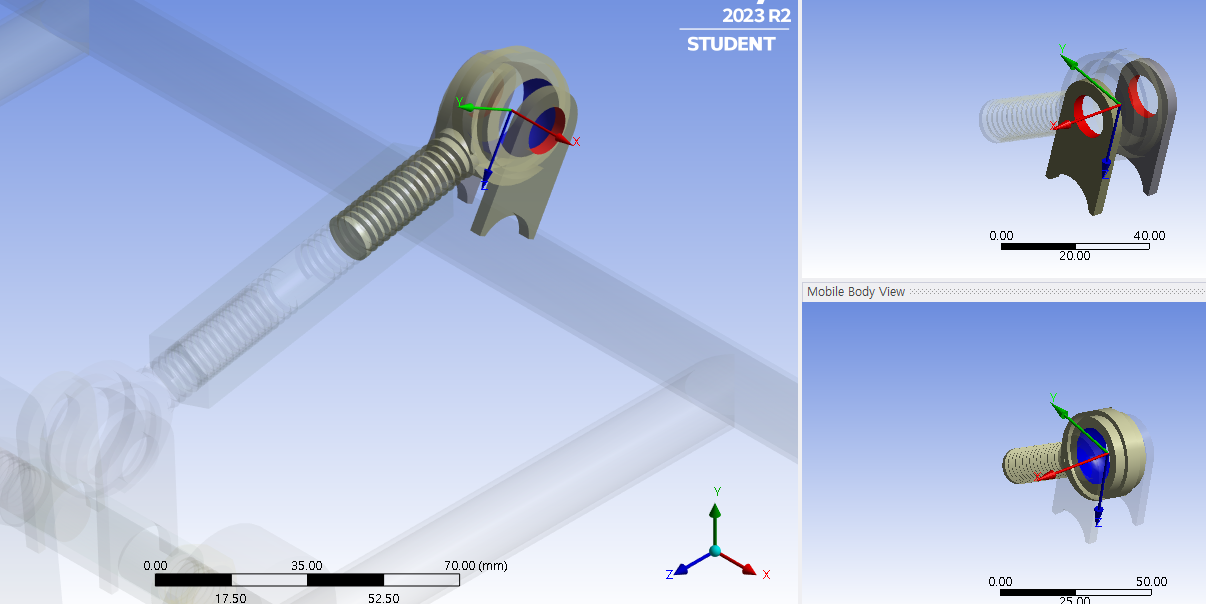 2023 R2
STUDENT
Y
X
Z
0.00
35.00
70.00 (mm)
17.50
52.50
Y
X
Z
Y
X
Z
0.00
40.00
20.00
Mobile Body View
Y
X
Z
0.00
50.00
25.00